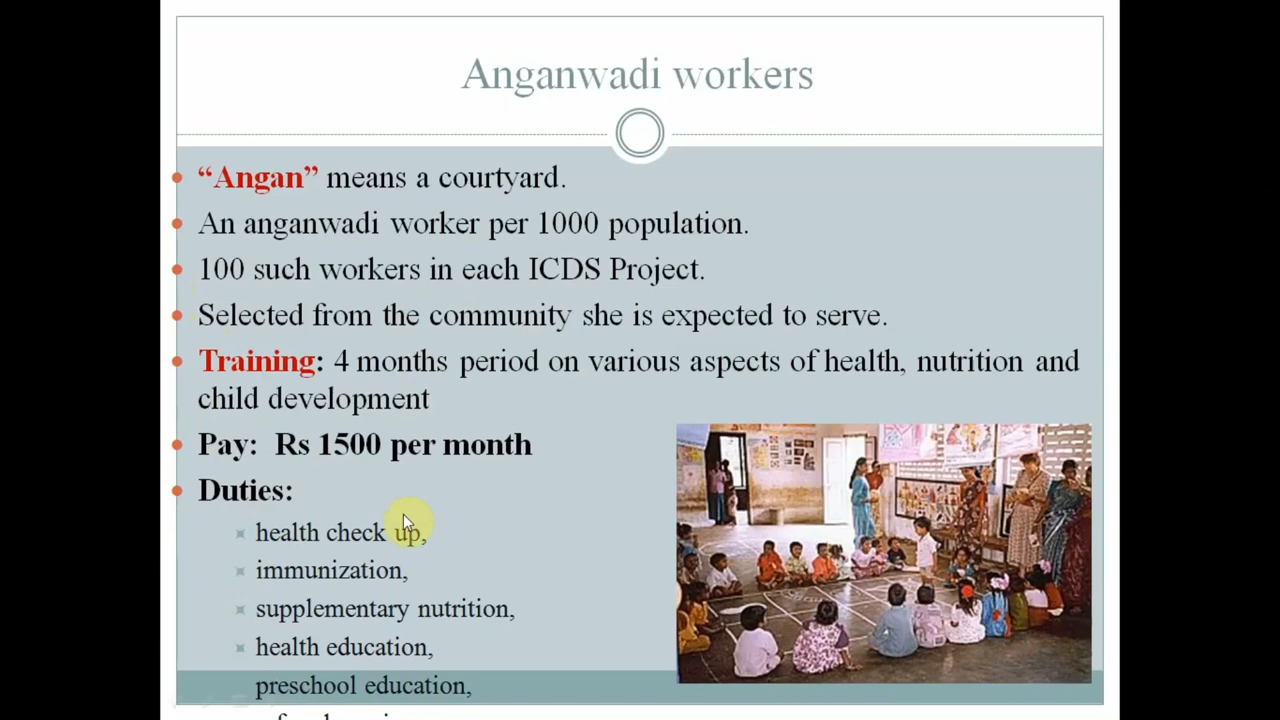 Anganwadi workers
“Angan” means a courtyard.
An anganwadi worker per 1000 population.
100 such workers in each ICDS Project.
Selected from the community she is expected to serve.
Training: 4 months period on various aspects of health, nutrition and
child development
Pay: Rs 1500 per month
Duties:
health check up,
immunization,
supplementary nutrition,
health education,
preschool education,